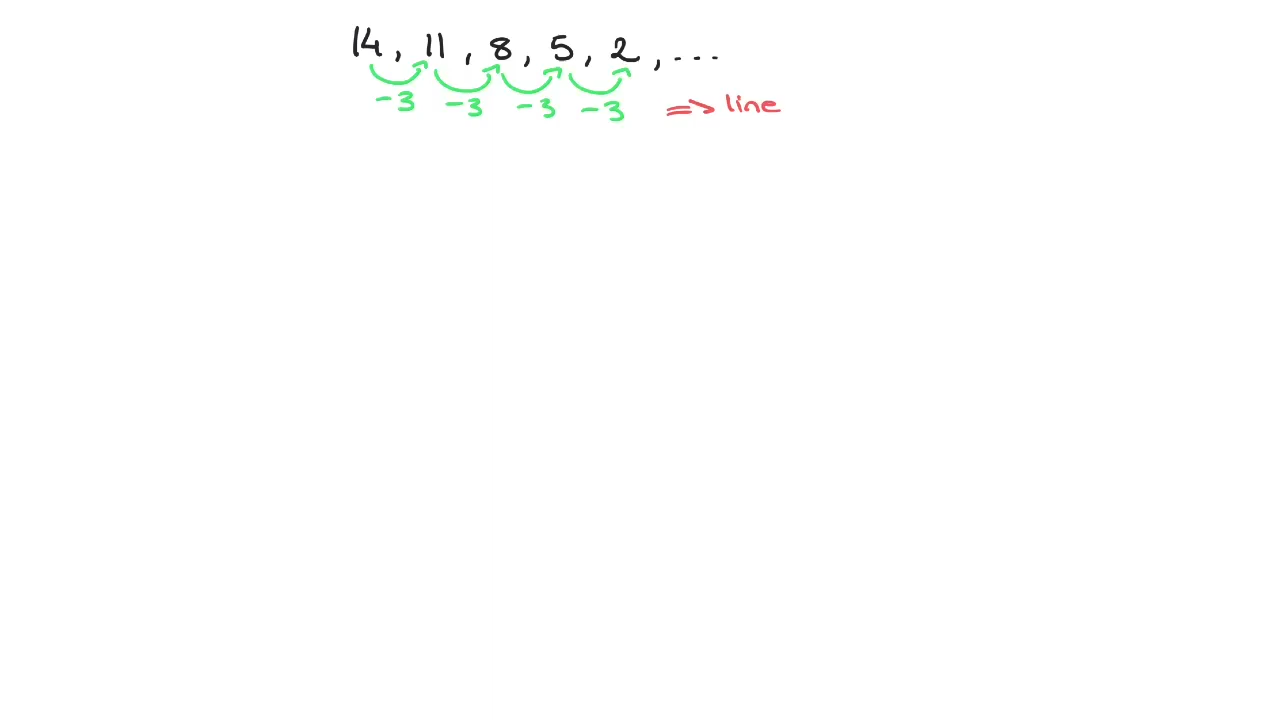 14, 11, 8, 5, 2, ...
-3 -3 -3 -3 => line